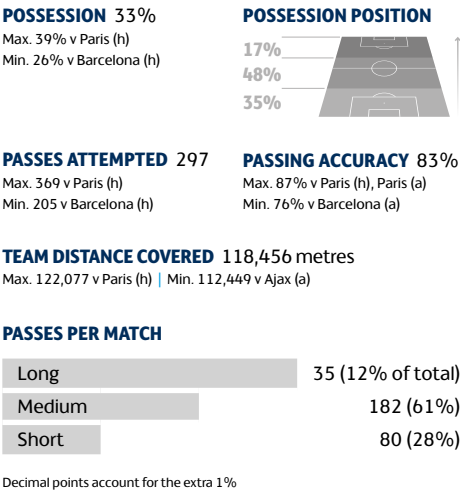 POSSESSION 33%
Max. 39% v Paris (h)
Min. 26% v Barcelona (h)
POSSESSION POSITION
17%
48%
35%
PASSES ATTEMPTED 297
Max. 369 v Paris (h)
Min. 205 v Barcelona (h)
PASSING ACCURACY 83%
Max. 87% v Paris (h), Paris (a)
Min. 76% v Barcelona (a)
TEAM DISTANCE COVERED 118,456 metres
Max. 122,077 v Paris (h) | Min. 112,449 v Ajax (a)
PASSES PER MATCH
Long 35 (12% of total)
Medium 182 (61%)
Short 80 (28%)
Decimal points account for the extra 1%